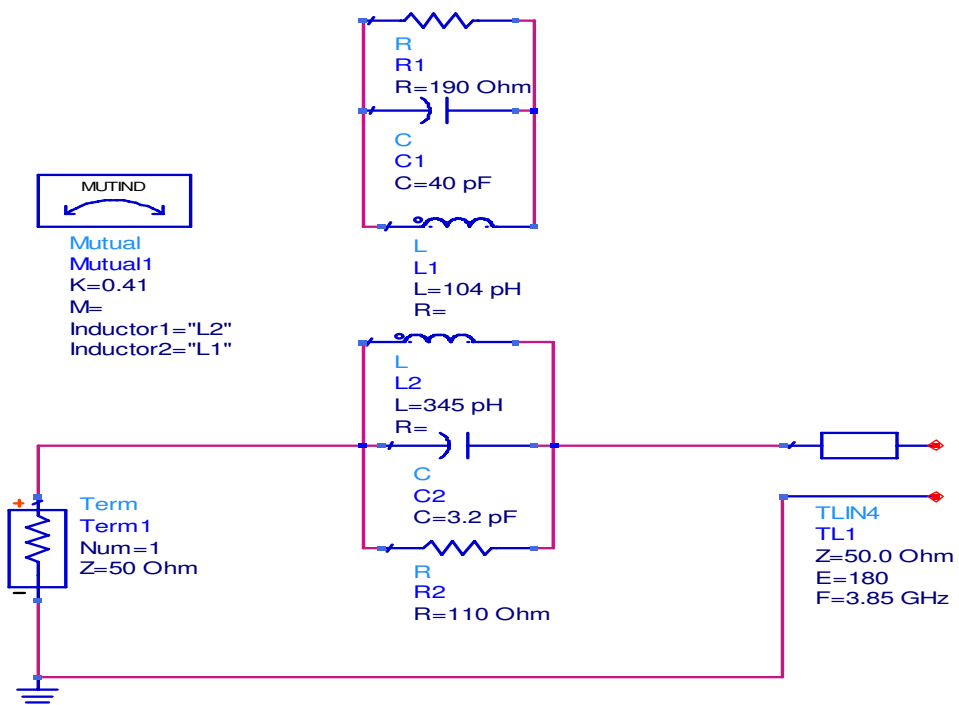 R
R1
R=190 Ohm
C
C1
C=40 pF
MUTIND
Mutual
Mutual1
K=0.41
M=
Inductor1="L2"
Inductor2="L1"
L
L1
L=104 pH
R=
L
L2
L=345 pH
R=
C
C2
C=3.2 pF
+
Term
Term1
Num=1
Z=50 Ohm
−
R
R2
R=110 Ohm
TLIN4
TL1
Z=50.0 Ohm
E=180
F=3.85 GHz